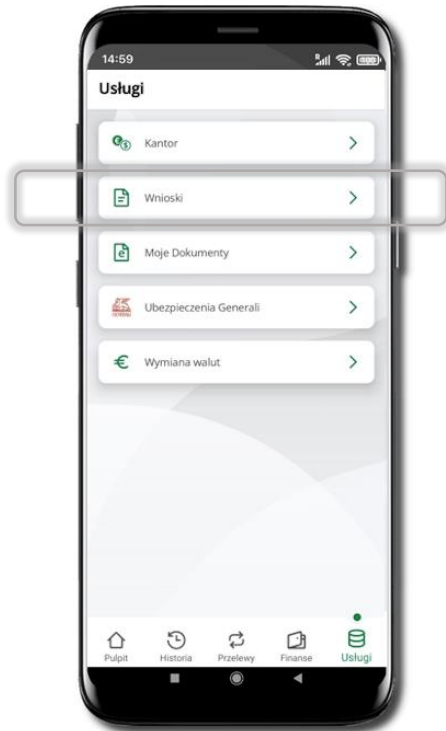 14:59
Usługi
Kantor
Wnioski
Moje Dokumenty
Ubezpieczenia Generali
Wymiana walut
Pulpit
Historia
Przelewy
Finanse
Usługi